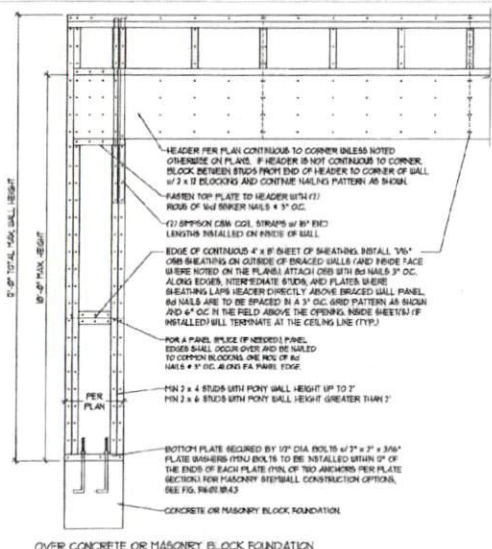 HEADER PER PLAN CONTINUOUS TO CORNER UNLESS NOTED
OTHERWISE ON PLANS. IF HEADER IS NOT CONTINUOUS TO CORNER,
BLOCK BETWEEN STUDS FROM END OF HEADER TO CORNER OF WALL
w/ 2 x 12 BLOCKING AND CONTINUE NAILING PATTERN AS SHOWN.
FASTEN TOP PLATE TO HEADER WITH (2)
ROWS OF 16d SINKER NAILS @ 3" O.C.
(2) SIMPSON CS16 COIL STRAPS w/ END
LENGTHS INSTALLED ON INSIDE OF WALL
EDGE OF CONTINUOUS 4' x 8' SHEET OF SHEATHING. INSTALL 7/16"
OSB SHEATHING ON OUTSIDE OF BRACED WALLS (AND INSIDE FACE
WHERE NOTED ON THE PLANS). ATTACH OSB WITH 8d NAILS 3" O.C.
ALONG EDGES, INTERMEDIATE STUDS, AND PLATES. WHERE
SHEATHING LAPS HEADER DIRECTLY ABOVE BRACED WALL PANEL,
8d NAILS ARE TO BE SPACED IN A 3" O.C. GRID PATTERN AS SHOWN
AND 6" O.C. IN THE FIELD ABOVE THE OPENING. INSIDE SHEET(S) (IF
INSTALLED) WILL TERMINATE AT THE CEILING LINE (TYP.)
FOR A PANEL SPLICE (IF NEEDED), PANEL
EDGES SHALL OCCUR OVER AND BE NAILED
TO COMMON BLOCKING. ONE ROW OF 8d
NAILS @ 3" O.C. ALONG EA. PANEL EDGE.
PER
PLAN
MIN 2 x 4 STUDS WITH PONY WALL HEIGHT UP TO 2'
MIN 2 x 6 STUDS WITH PONY WALL HEIGHT GREATER THAN 2'
BOTTOM PLATE SECURED BY 1/2" DIA. BOLTS w/ 2" x 2" x 3/16"
PLATE WASHERS (MIN.) BOLTS TO BE INSTALLED WITHIN 12" OF
THE ENDS OF EACH PLATE (MIN. OF TWO ANCHORS PER PLATE
SECTION). FOR MASONRY STEMWALL CONSTRUCTION OPTIONS,
SEE FIG.
CONCRETE OR MASONRY BLOCK FOUNDATION
TOTAL MAX. WALL HEIGHT
10'-0" MAX. HEIGHT
OVER CONCRETE OR MASONRY BLOCK FOUNDATION